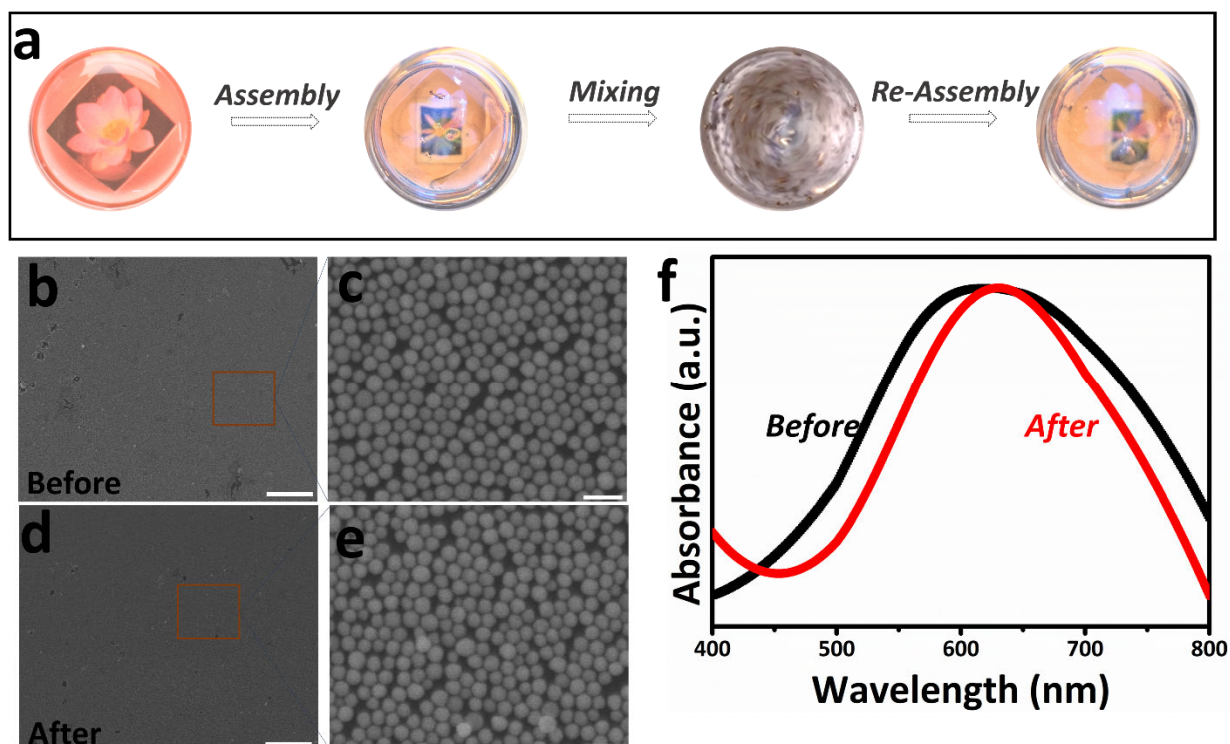 a
Assembly
Mixing
Re-Assembly
b
Before
c
d
After
e
f
Absorbance (a.u.)
Before
After
400
500
600
700
800
Wavelength (nm)